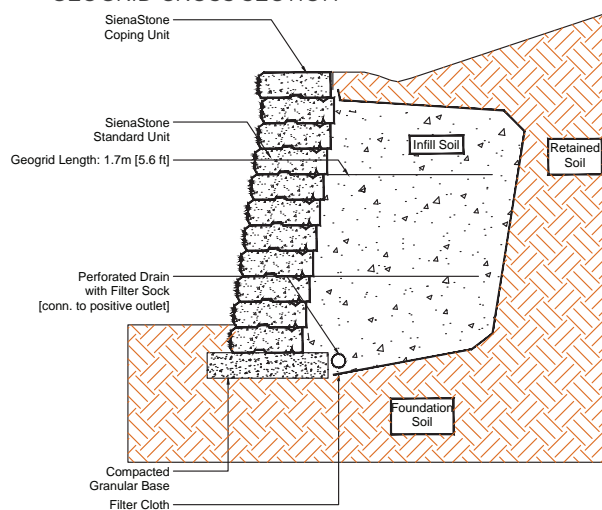 SienaStone
Coping Unit
SienaStone
Standard Unit
Geogrid Length: 1.7m [5.6 ft]
Infill Soil
Retained
Soil
Perforated Drain
with Filter Sock
[conn. to positive outlet]
Foundation
Soil
Compacted
Granular Base
Filter Cloth